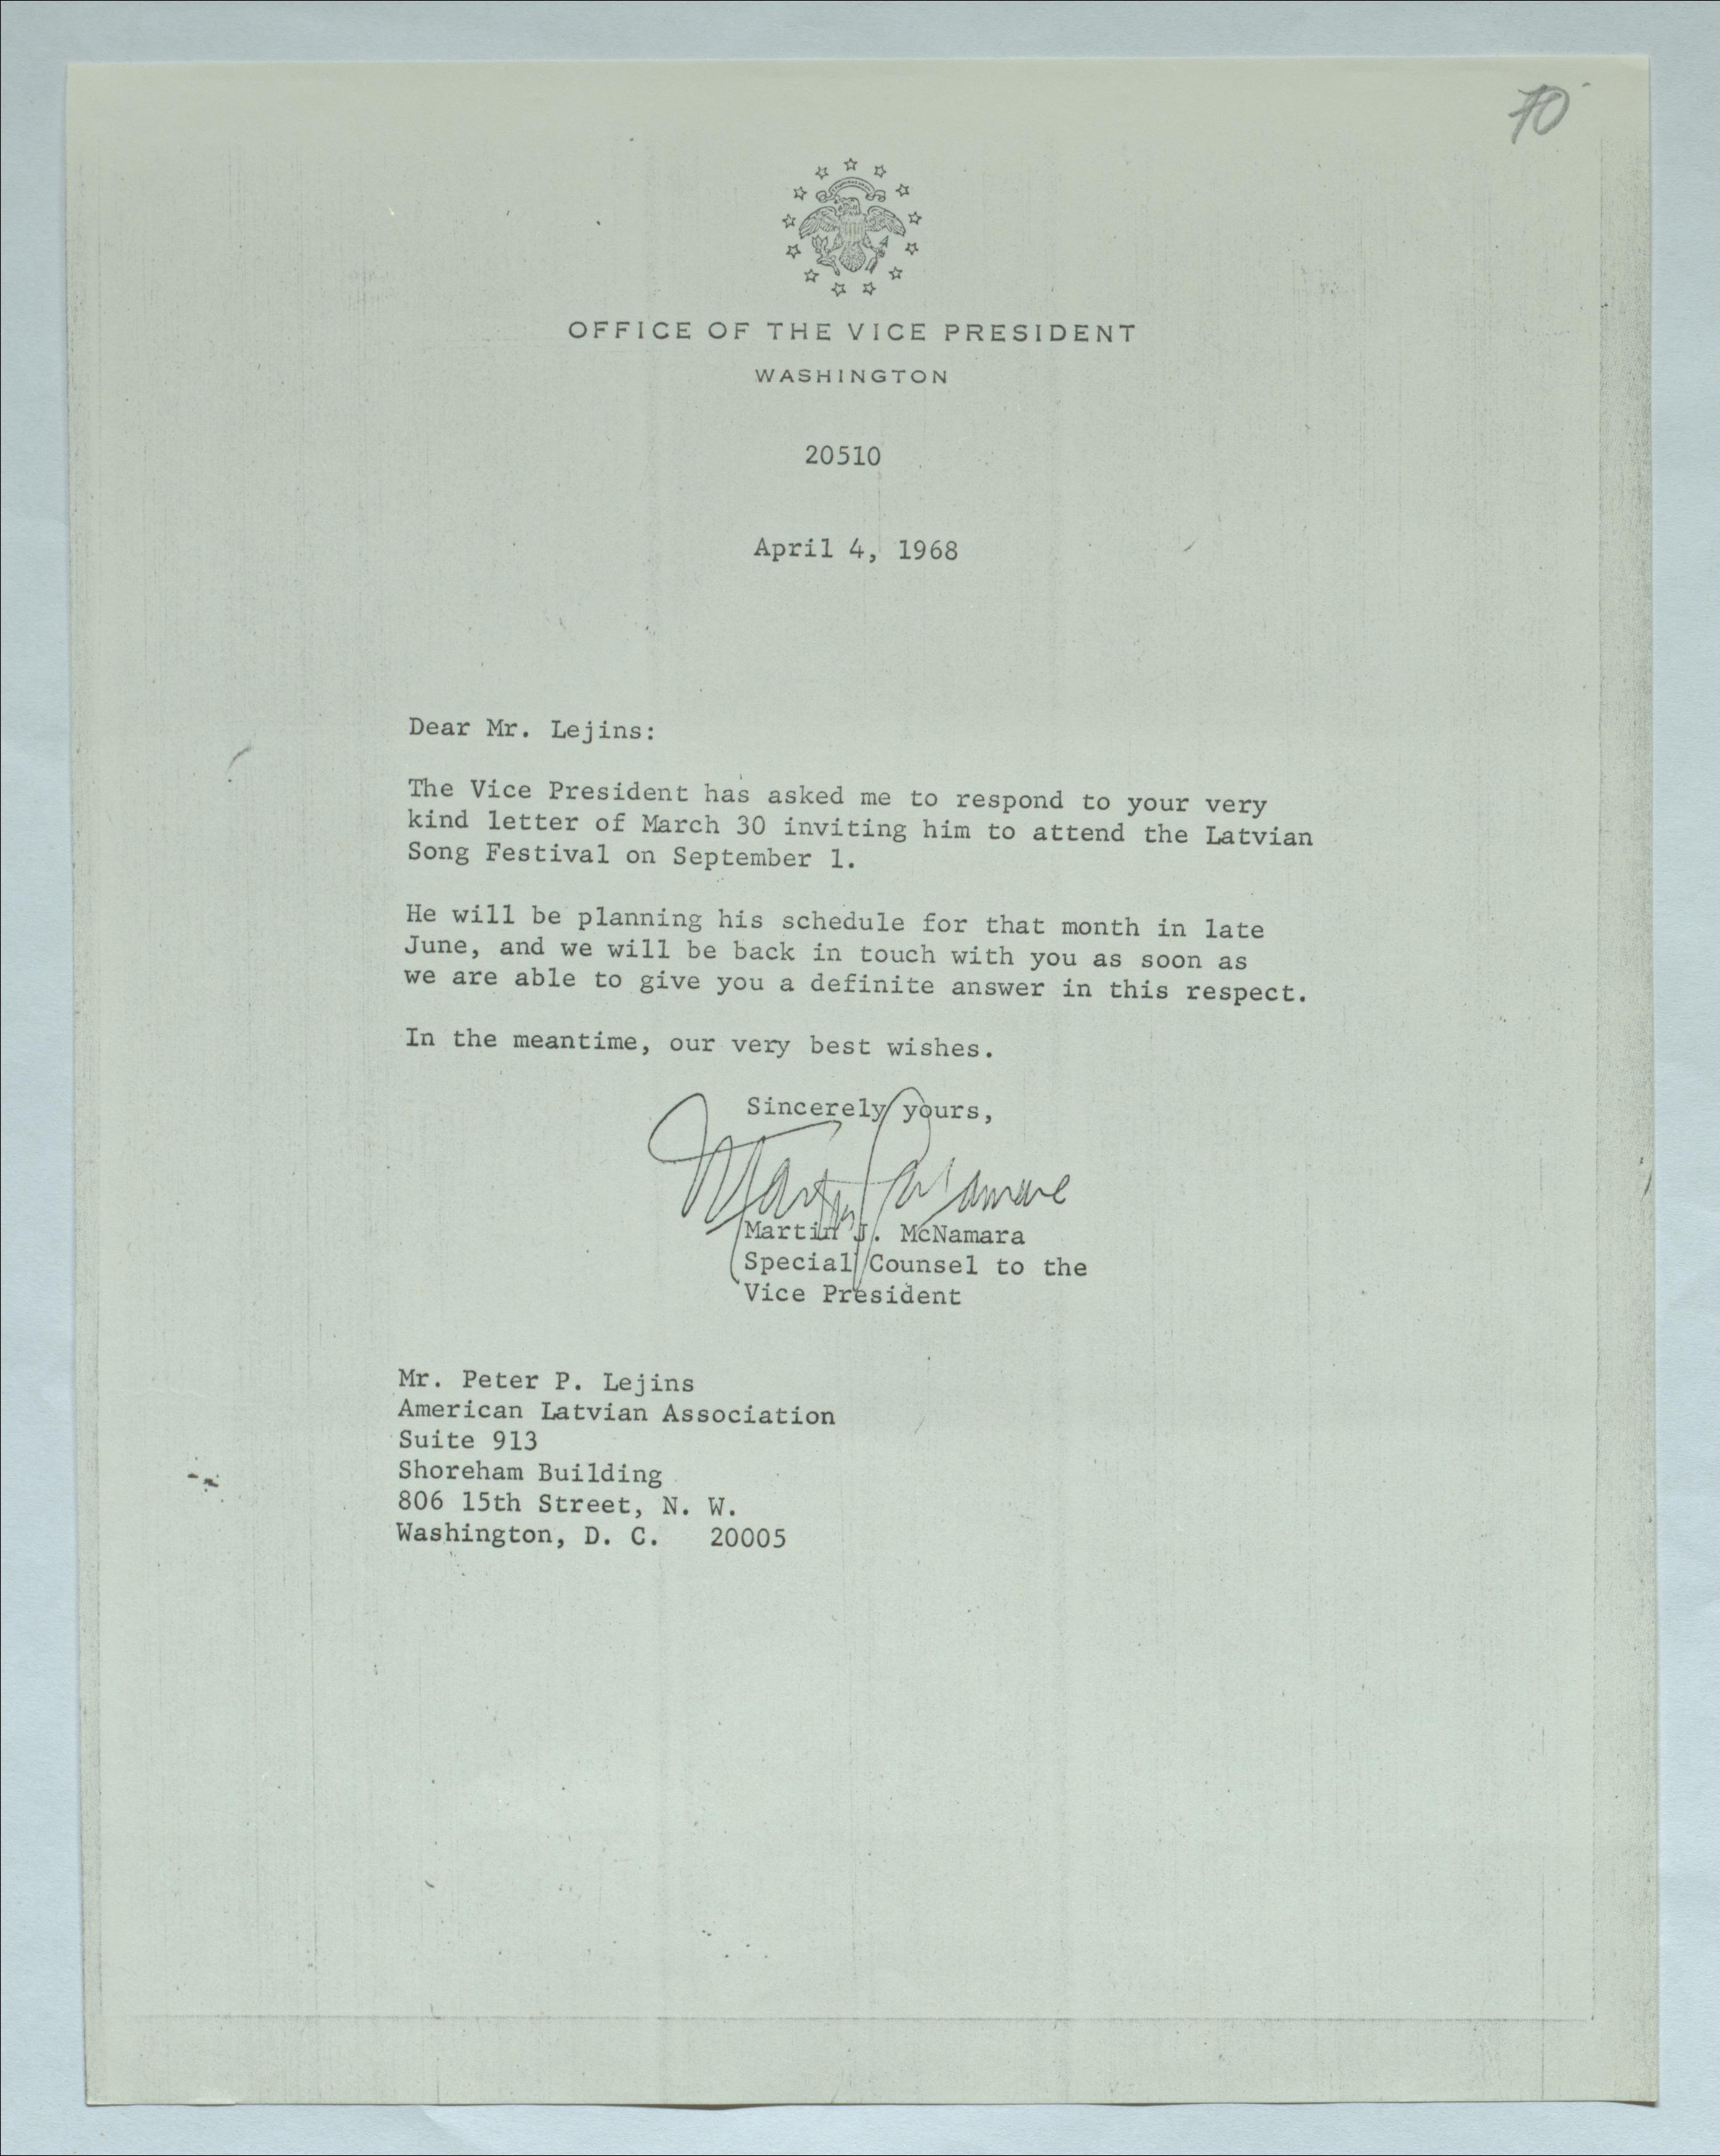 70
OFFICE OF THE VICE PRESIDENT
WASHINGTON
20510
April 4, 1968
Dear Mr. Lejins:
The Vice President has asked me to respond to your very
kind letter of March 30 inviting him to attend the Latvian
Song Festival on September 1.
He will be planning his schedule for that month in late
June, and we will be back in touch with you as soon as
we are able to give you a definite answer in this respect.
In the meantime, our very best wishes.
Sincerely yours,
Martin J. McNamara
Special Counsel to the
Vice President
Mr. Peter P. Lejins
American Latvian Association
Suite 913
Shoreham Building
806 15th Street, N. W.
Washington, D. C. 20005